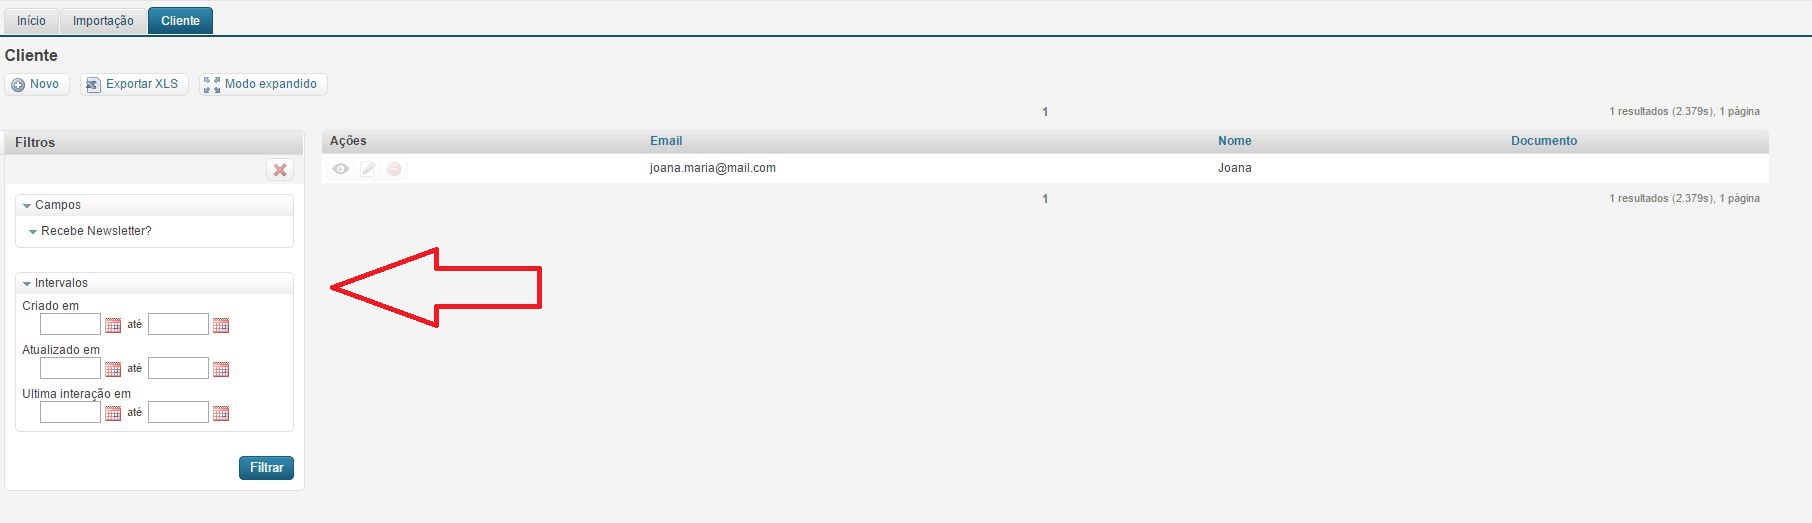 Início Importação Cliente
Cliente
Novo Exportar XLS Modo expandido
1 1 resultados (2.379s), 1 página
Filtros
Ações Email Nome Documento
joana.maria@mail.com Joana
1 1 resultados (2.379s), 1 página
Campos
Recebe Newsletter?
Intervalos
Criado em
até
Atualizado em
até
Ultima interação em
até
Filtrar